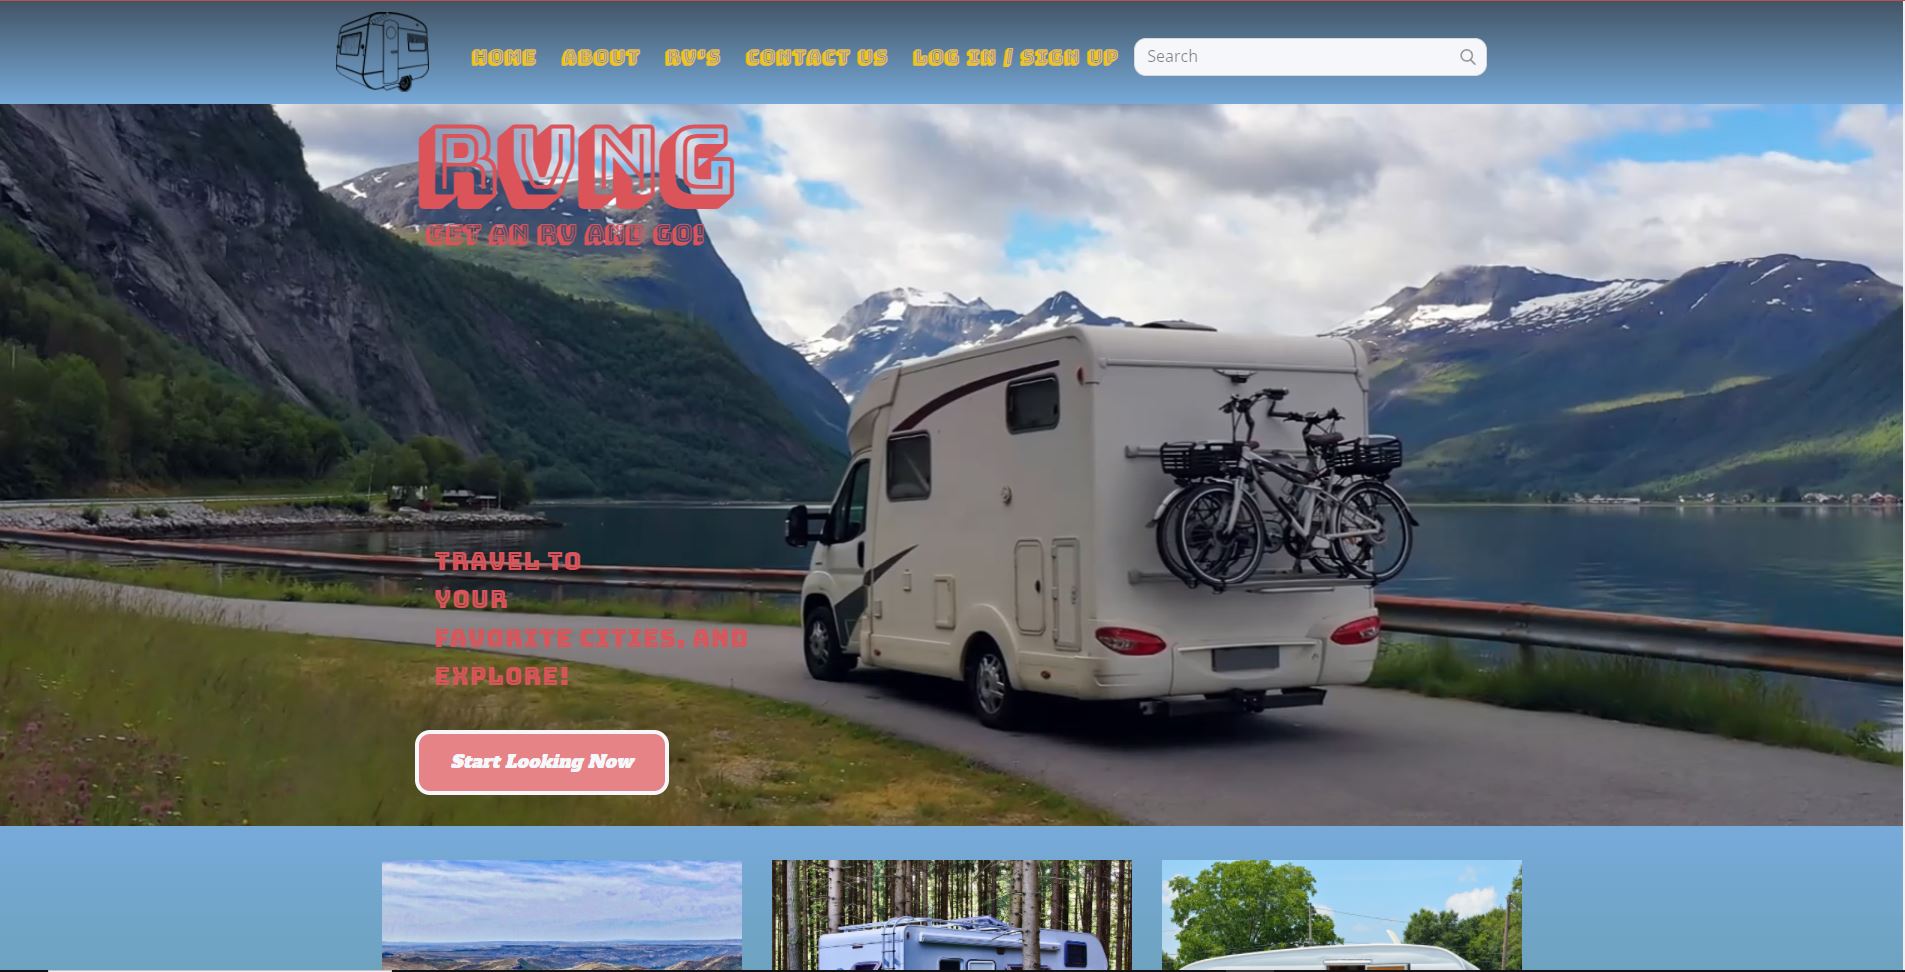 HOME ABOUT RV'S CONTACT US LOG IN / SIGN UP Search
RVNG
GET AN RV AND GO!
TRAVEL TO
YOUR
FAVORITE CITIES, AND
EXPLORE!
Start Looking Now